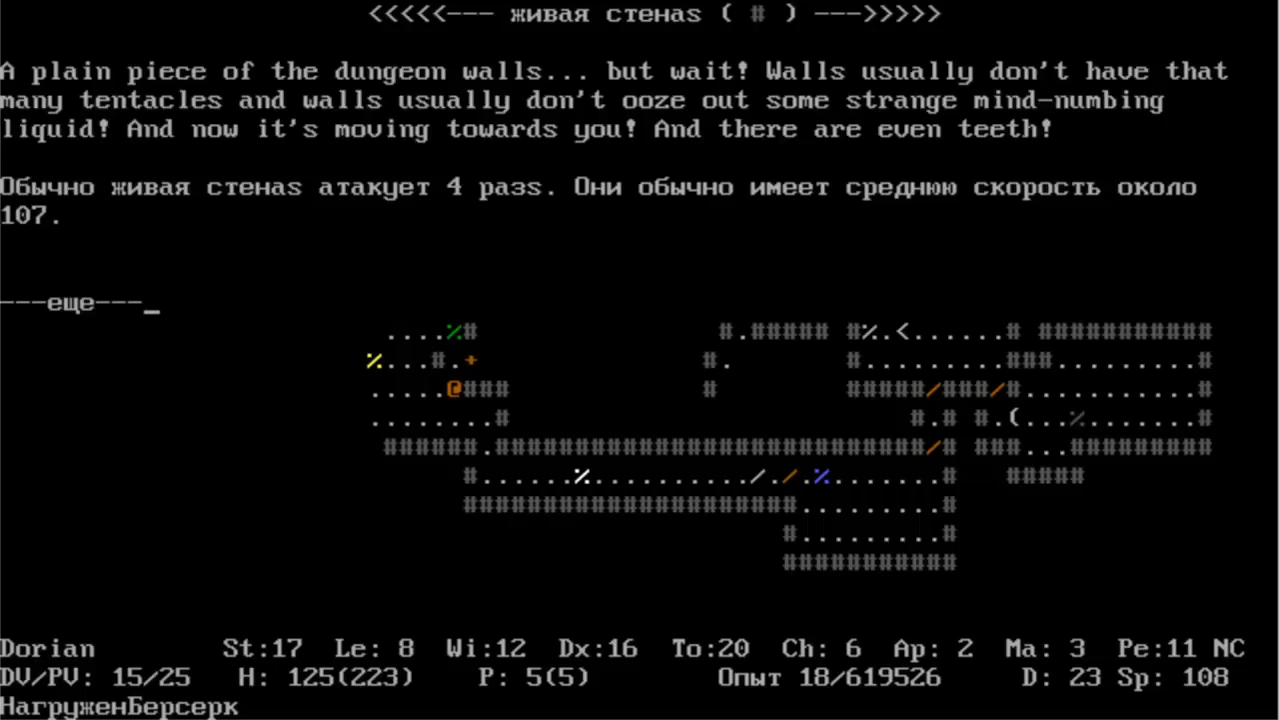 <<<<<--- живая стенаs ( # ) --->>>>>
A plain piece of the dungeon walls... but wait! Walls usually don't have that
many tentacles and walls usually don't ooze out some strange mind-numbing
liquid! And now it's moving towards you! And there are even teeth!
Обычно живая стенаs атакует 4 разs. Они обычно имеет среднюю скорость около
107.
---еще---_
Dorian St:17 Le: 8 Wi:12 Dx:16 To:20 Ch: 6 Ap: 2 Ma: 3 Pe:11 NC
DV/PV: 15/25 H: 125(223) P: 5(5) Опыт 18/619526 D: 23 Sp: 108
НагруженБерсерк